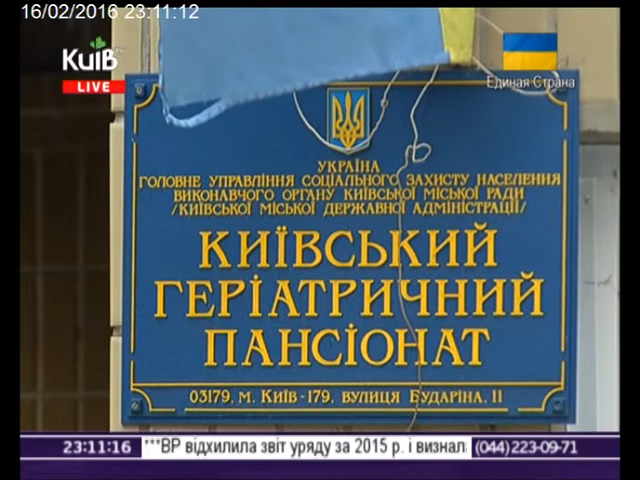 16/02/2016 23:11:12
КиїВ TV
LIVE
Единая Страна
УКРАЇНА
ГОЛОВНЕ УПРАВЛІННЯ СОЦІАЛЬНОГО ЗАХИСТУ НАСЕЛЕННЯ
ВИКОНАВЧОГО ОРГАНУ КИЇВСЬКОЇ МІСЬКОЇ РАДИ
/КИЇВСЬКОЇ МІСЬКОЇ ДЕРЖАВНОЇ АДМІНІСТРАЦІЇ/
КИЇВСЬКИЙ
ГЕРІАТРИЧНИЙ
ПАНСІОНАТ
03179, м. Київ-179, вулиця Бударіна, 11
23:11:16 ***ВР відхилила звіт уряду за 2015 р. і визнал (044) 223-09-71